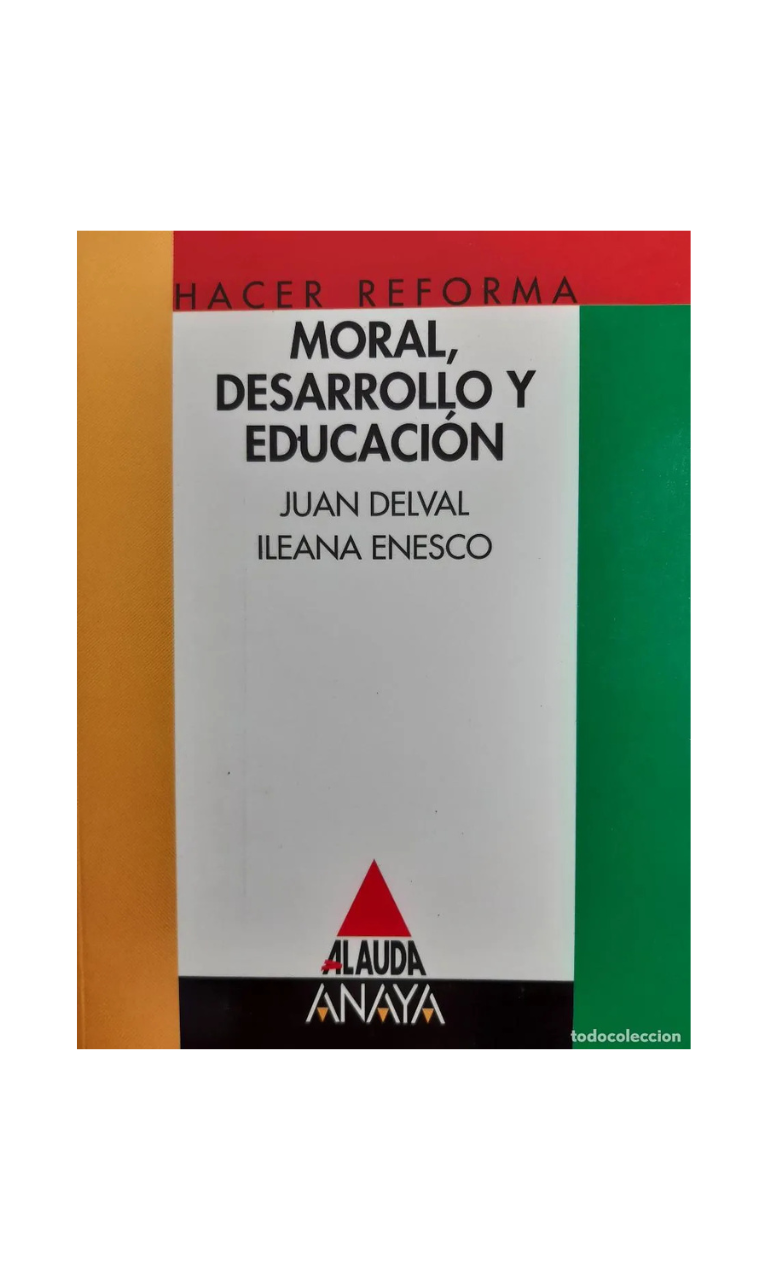 HACER REFORMA
MORAL,
DESARROLLO Y
EDUCACIÓN
JUAN DELVAL
ILEANA ENESCO
ALAUDA
ANAYA
todocoleccion